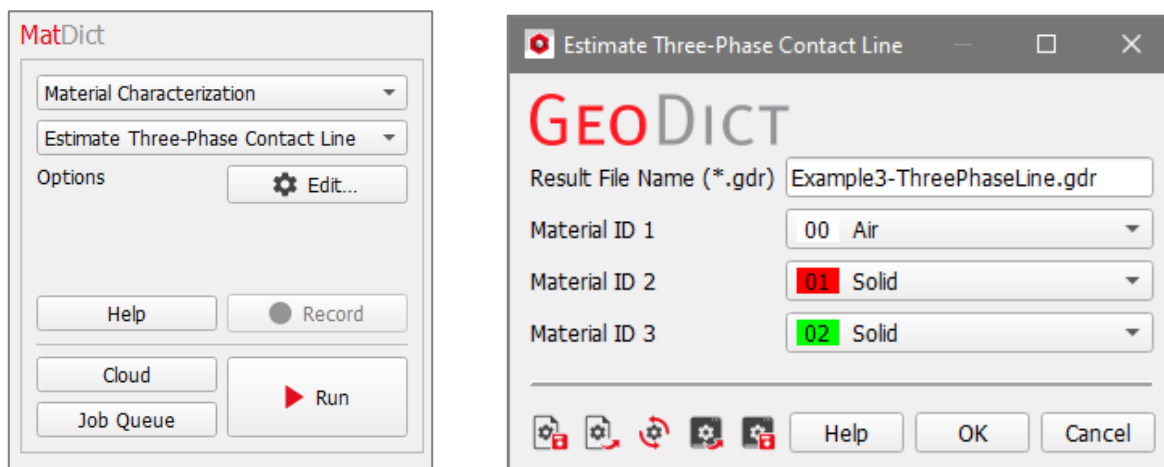 MatDict
Material Characterization
Estimate Three-Phase Contact Line
Options
Edit...
Help
Record
Cloud
Run
Job Queue
Estimate Three-Phase Contact Line
GEODICT
Result File Name (*.gdr) Example3-ThreePhaseLine.gdr
Material ID 1 00 Air
Material ID 2 01 Solid
Material ID 3 02 Solid
Help OK Cancel